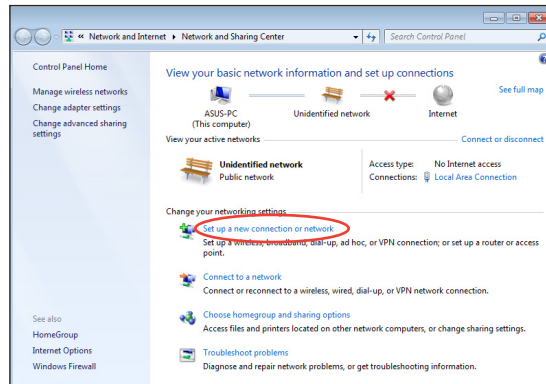 « Network and Internet ▸ Network and Sharing Center
Search Control Panel
Control Panel Home
Manage wireless networks
Change adapter settings
Change advanced sharing
settings
See also
HomeGroup
Internet Options
Windows Firewall
View your basic network information and set up connections
See full map
ASUS-PC
(This computer)
Unidentified network
Internet
View your active networks
Connect or disconnect
Unidentified network
Public network
Access type: No Internet access
Connections: Local Area Connection
Change your networking settings
Set up a new connection or network
Set up a wireless, broadband, dial-up, ad hoc, or VPN connection; or set up a router or access
point.
Connect to a network
Connect or reconnect to a wireless, wired, dial-up, or VPN network connection.
Choose homegroup and sharing options
Access files and printers located on other network computers, or change sharing settings.
Troubleshoot problems
Diagnose and repair network problems, or get troubleshooting information.